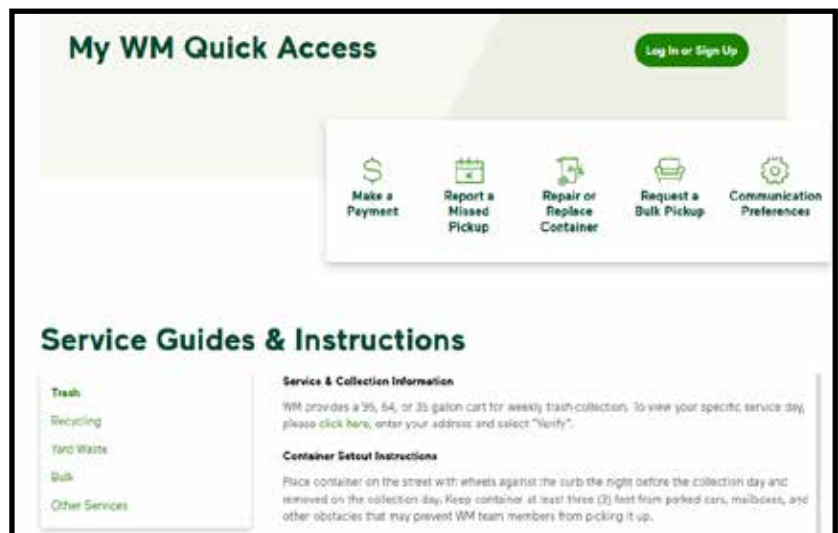 My WM Quick Access
Log In or Sign Up
Make a
Payment
Report a
Missed
Pickup
Repair or
Replace
Container
Request a
Bulk Pickup
Communication
Preferences
Service Guides & Instructions
Trash
Recycling
Yard Waste
Bulk
Other Services
Service & Collection Information
WM provides a 96, 64, or 35 gallon cart for weekly trash collection. To view your specific service day,
please click here, enter your address and select "Verify".
Container Setout Instructions
Place container on the street with wheels against the curb the night before the collection day and
removed on the collection day. Keep container at least three (3) feet from parked cars, mailboxes, and
other obstacles that may prevent WM team members from picking it up.